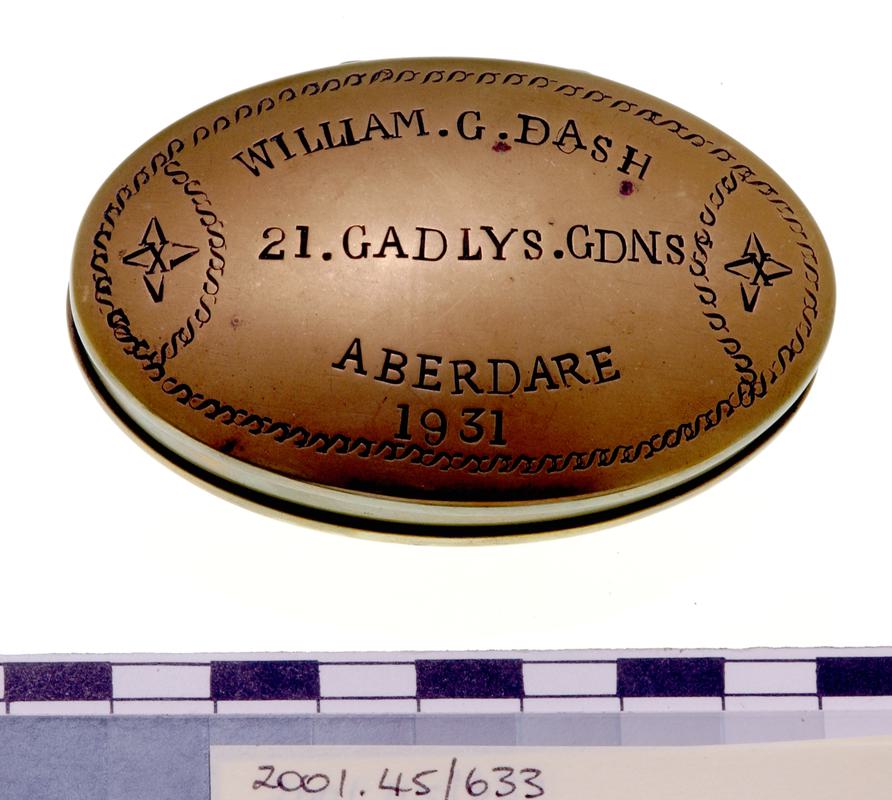 WILLIAM.G.DASH
21.GADLYS.GDNS
ABERDARE
1931
2001.45/633